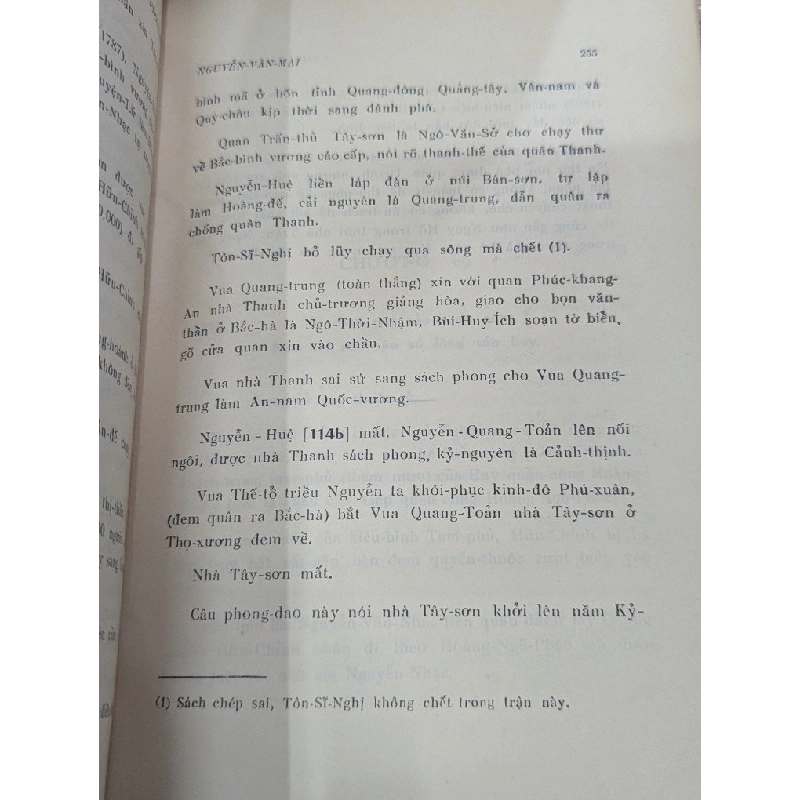 NGUYỄN-VĂN-MẠI 255
binh mã ở bốn tỉnh Quang-đông, Quảng-tây, Vân-nam và
Quý-châu kịp thời sang đánh phá.
Quan Trấn-thủ Tây-sơn là Ngô-Văn-Sở cho chạy thư
về Bắc-bình vương cáo cấp, nói rõ thanh-thế của quân Thanh.
Nguyễn-Huệ liền lập đàn ở núi Bân-sơn, tự lập
làm Hoàng-đế, cải nguyên là Quang-trung, dẫn quân ra
chống quân Thanh.
Tôn-Sĩ-Nghị bỏ lũy chạy qua sông mà chết (1).
Vua Quang-trung (toàn thắng) xin với quan Phúc-khang-
An nhà Thanh chủ-trương giảng hòa, giao cho bọn văn-
thần ở Bắc-hà là Ngô-Thời-Nhậm, Bùi-Huy-Ích soạn tờ biểu,
gõ cửa quan xin vào chầu.
Vua nhà Thanh sai sứ sang sách phong cho Vua Quang-
trung làm An-nam Quốc-vương.
Nguyễn-Huệ [114b] mất. Nguyễn-Quang-Toản lên nối
ngôi, được nhà Thanh sách phong, kỷ-nguyên là Cảnh-thịnh.
Vua Thế-tổ triều Nguyễn ta khôi-phục kinh-đô Phú-xuân,
(đem quân ra Bắc-hà) bắt Vua Quang-Toản nhà Tây-sơn ở
Thọ-xương đem về.
Nhà Tây-sơn mất.
Câu phong-dao này nói nhà Tây-sơn khởi lên năm Kỷ-
(1) Sách chép sai, Tôn-Sĩ-Nghị không chết trong trận này.